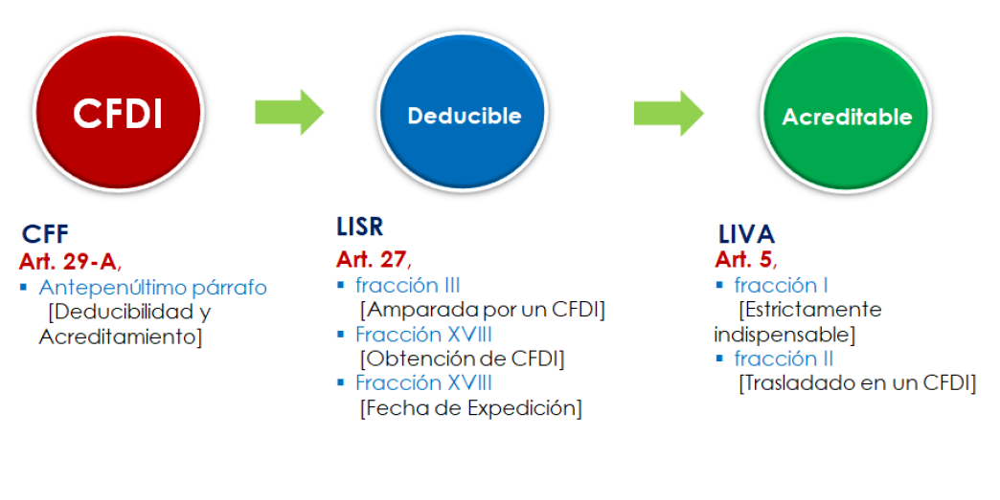 CFDI
Deducible
Acreditable
CFF
Art. 29-A,
▪ Antepenúltimo párrafo
[Deducibilidad y
Acreditamiento]
LISR
Art. 27,
▪ fracción III
[Amparada por un CFDI]
▪ Fracción XVIII
[Obtención de CFDI]
▪ Fracción XVIII
[Fecha de Expedición]
LIVA
Art. 5,
▪ fracción I
[Estrictamente
indispensable]
▪ fracción II
[Trasladado en un CFDI]